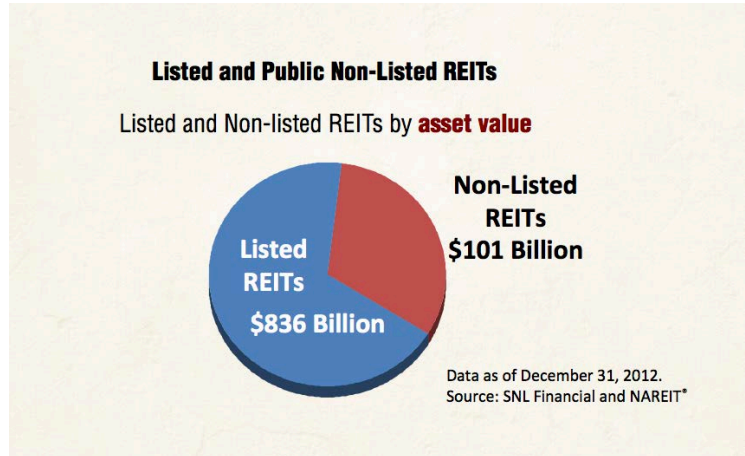 Listed and Public Non-Listed REITs
Listed and Non-listed REITs by asset value
Non-Listed
REITs
$101 Billion
Listed
REITs
$836 Billion
Data as of December 31, 2012.
Source: SNL Financial and NAREIT®